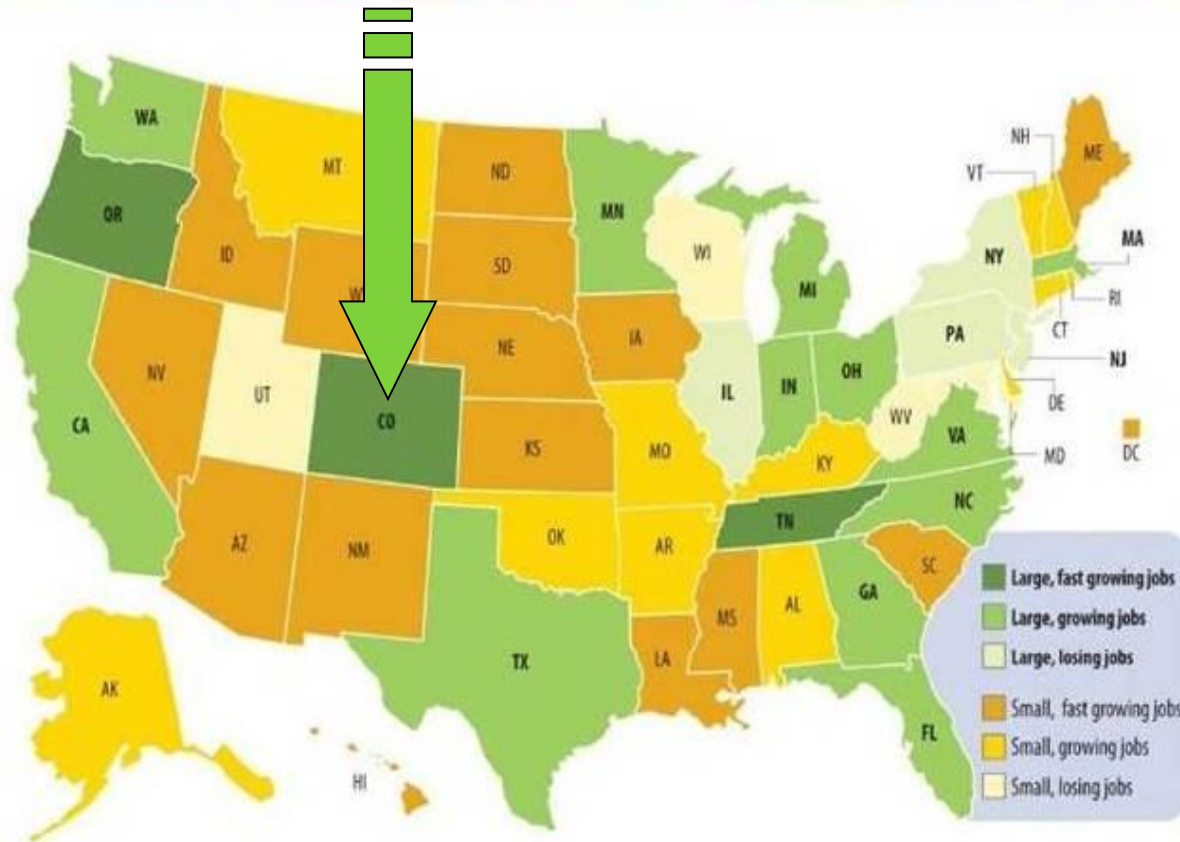 WA
MT
ND
MN
OR
ID
SD
WI
W
MI
NY
NH
VT
ME
MA
RI
CT
NJ
DE
MD
DC
NV
UT
CO
NE
IA
IL
IN
OH
PA
WV
VA
CA
KS
MO
KY
NC
AZ
NM
OK
AR
TN
SC
TX
LA
MS
AL
GA
FL
AK
HI
Large, fast growing jobs
Large, growing jobs
Large, losing jobs
Small, fast growing jobs
Small, growing jobs
Small, losing jobs